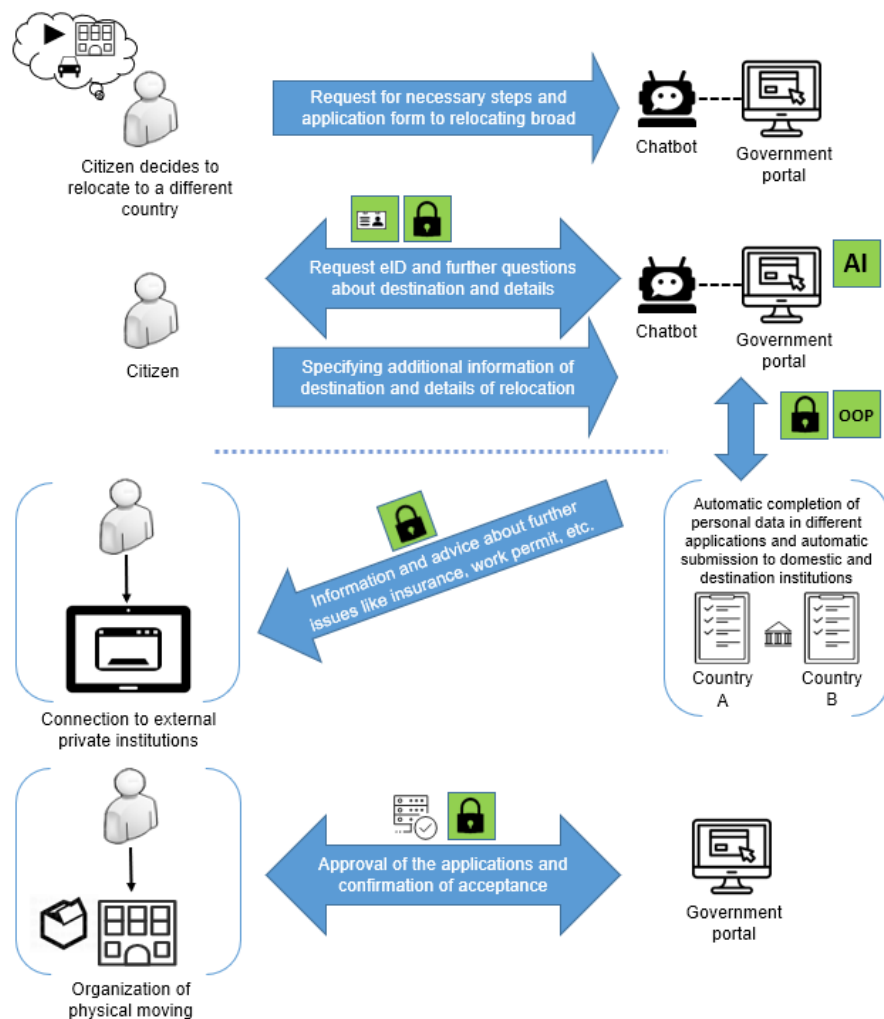 Request for necessary steps and
application form to relocating broad
Chatbot
Government
portal
Citizen decides to
relocate to a different
country
Request eID and further questions
about destination and details
AI
Chatbot
Government
portal
Citizen
Specifying additional information of
destination and details of relocation
OOP
Automatic completion of
personal data in different
applications and automatic
submission to domestic and
destination institutions
Country
A
Country
B
Information and advice about further
issues like insurance, work permit, etc.
Connection to external
private institutions
Approval of the applications and
confirmation of acceptance
Government
portal
Organization of
physical moving